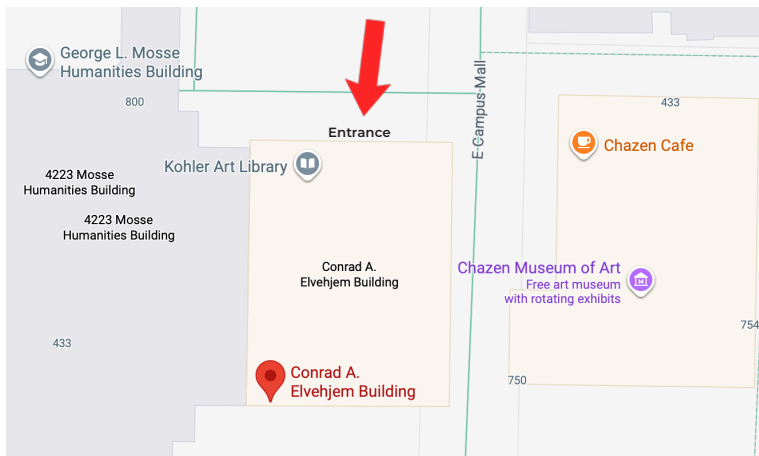 George L. Mosse
Humanities Building
800
433
E Campus Mall
Entrance
Chazen Cafe
Kohler Art Library
4223 Mosse
Humanities Building
4223 Mosse
Humanities Building
Conrad A.
Elvehjem Building
Chazen Museum of Art
Free art museum
with rotating exhibits
754
433
Conrad A.
Elvehjem Building
750